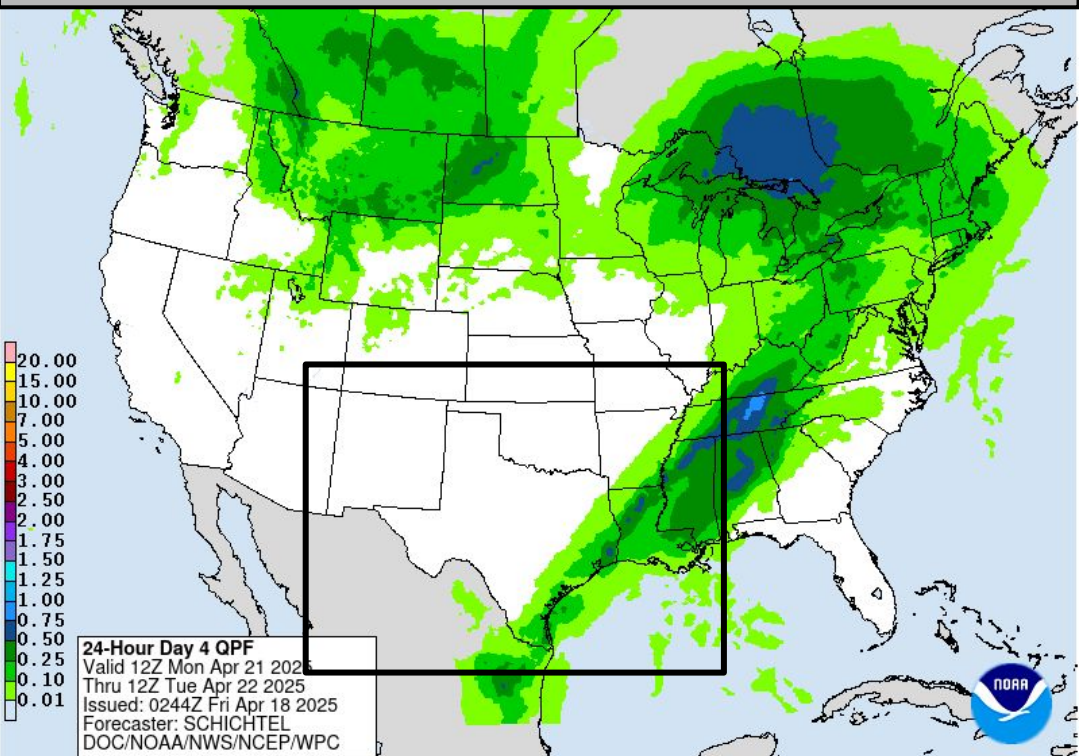 20.00
15.00
10.00
7.00
5.00
4.00
3.00
2.50
2.00
1.75
1.50
1.25
1.00
0.75
0.50
0.25
0.10
0.01
24-Hour Day 4 QPF
Valid 12Z Mon Apr 21 2025
Thru 12Z Tue Apr 22 2025
Issued: 0244Z Fri Apr 18 2025
Forecaster: SCHICHTEL
DOC/NOAA/NWS/NCEP/WPC
NOAA